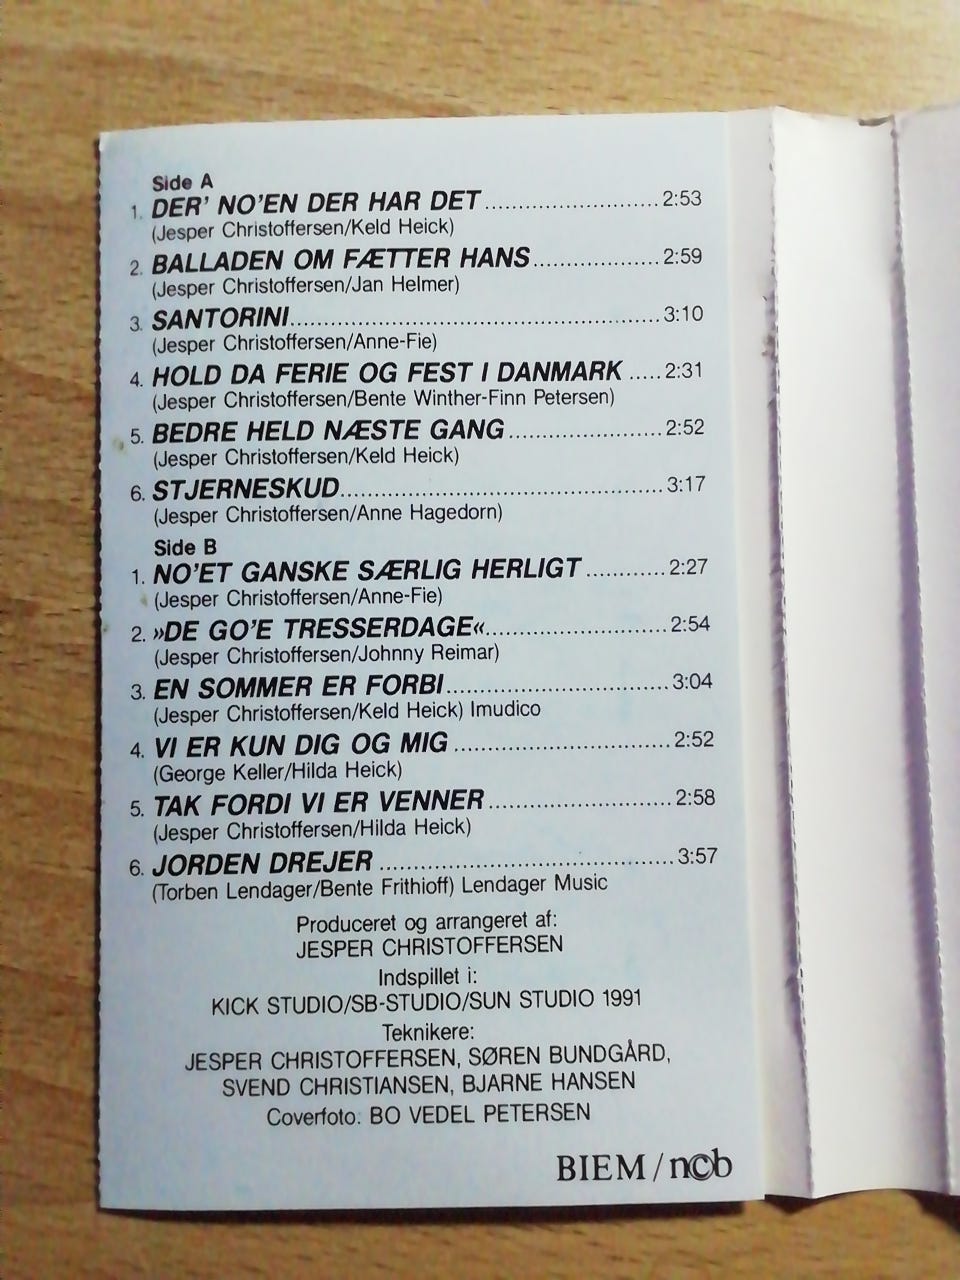 Side A
1. DER' NO'EN DER HAR DET..........................2:53
(Jesper Christoffersen/Keld Heick)
2. BALLADEN OM FÆTTER HANS...................2:59
(Jesper Christoffersen/Jan Helmer)
3. SANTORINI.......................................................3:10
(Jesper Christoffersen/Anne-Fie)
4. HOLD DA FERIE OG FEST I DANMARK .....2:31
(Jesper Christoffersen/Bente Winther-Finn Petersen)
5. BEDRE HELD NÆSTE GANG.......................2:52
(Jesper Christoffersen/Keld Heick)
6. STJERNESKUD................................................3:17
(Jesper Christoffersen/Anne Hagedorn)
Side B
1. NO'ET GANSKE SÆRLIG HERLIGT ............2:27
(Jesper Christoffersen/Anne-Fie)
2. »DE GO'E TRESSERDAGE«...........................2:54
(Jesper Christoffersen/Johnny Reimar)
3. EN SOMMER ER FORBI.................................3:04
(Jesper Christoffersen/Keld Heick) Imudico
4. VI ER KUN DIG OG MIG ................................2:52
(George Keller/Hilda Heick)
5. TAK FORDI VI ER VENNER...........................2:58
(Jesper Christoffersen/Hilda Heick)
6. JORDEN DREJER ...........................................3:57
(Torben Lendager/Bente Frithioff) Lendager Music
Produceret og arrangeret af:
JESPER CHRISTOFFERSEN
Indspillet i:
KICK STUDIO/SB-STUDIO/SUN STUDIO 1991
Teknikere:
JESPER CHRISTOFFERSEN, SØREN BUNDGÅRD,
SVEND CHRISTIANSEN, BJARNE HANSEN
Coverfoto. BO VEDEL PETERSEN
BIEM / n©b